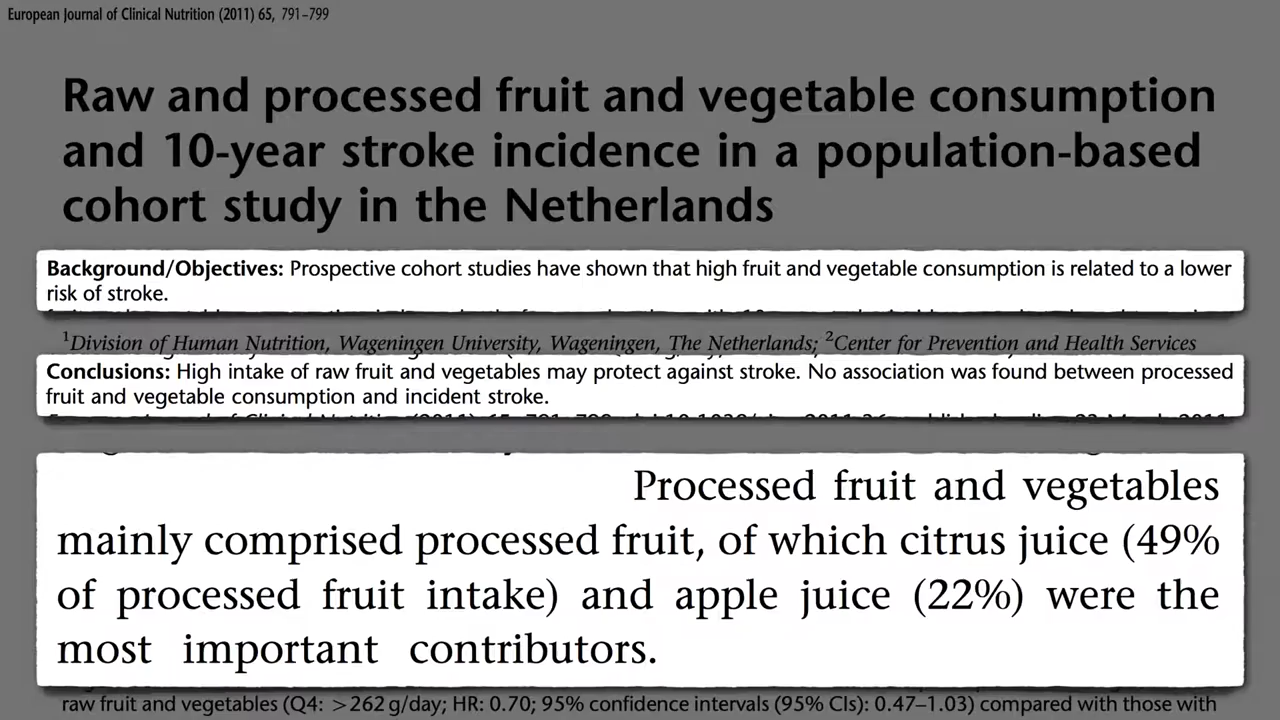 European Journal of Clinical Nutrition (2011) 65, 791–799
Raw and processed fruit and vegetable consumption
and 10-year stroke incidence in a population-based
cohort study in the Netherlands
Background/Objectives: Prospective cohort studies have shown that high fruit and vegetable consumption is related to a lower
risk of stroke.
¹Division of Human Nutrition, Wageningen University, Wageningen, The Netherlands; ²Center for Prevention and Health Services
Conclusions: High intake of raw fruit and vegetables may protect against stroke. No association was found between processed
fruit and vegetable consumption and incident stroke.
Processed fruit and vegetables
mainly comprised processed fruit, of which citrus juice (49%
of processed fruit intake) and apple juice (22%) were the
most important contributors.
raw fruit and vegetables (Q4: >262 g/day; HR: 0.70; 95% confidence intervals (95% CIs): 0.47–1.03) compared with those with